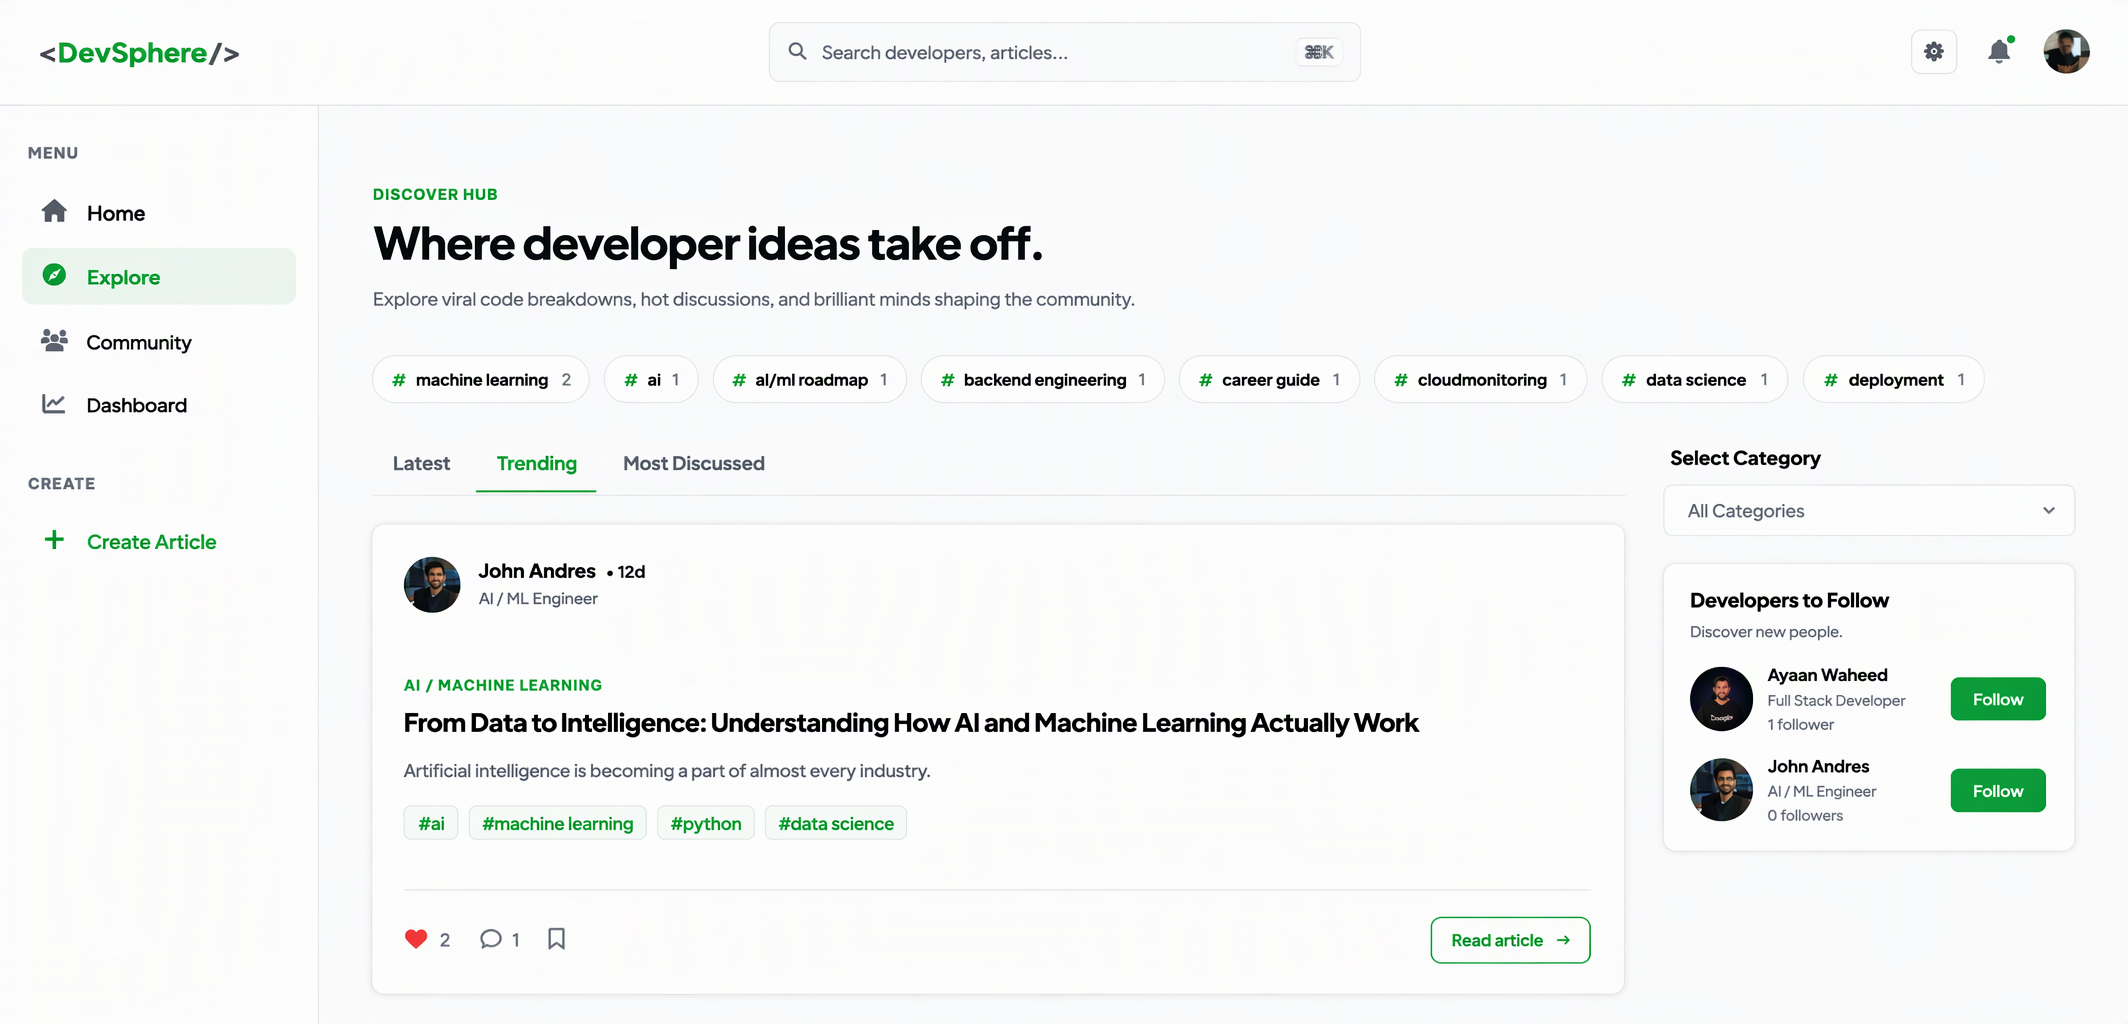 <DevSphere/>
Search developers, articles...
⌘K
MENU
Home
Explore
Community
Dashboard
CREATE
Create Article
DISCOVER HUB
Where developer ideas take off.
Explore viral code breakdowns, hot discussions, and brilliant minds shaping the community.
# machine learning 2
# ai 1
# al/ml roadmap 1
# backend engineering 1
# career guide 1
# cloudmonitoring 1
# data science 1
# deployment 1
Latest
Trending
Most Discussed
John Andres • 12d
AI / ML Engineer
AI / MACHINE LEARNING
From Data to Intelligence: Understanding How AI and Machine Learning Actually Work
Artificial intelligence is becoming a part of almost every industry.
#ai
#machine learning
#python
#data science
2
1
Read article →
Select Category
All Categories
Developers to Follow
Discover new people.
Ayaan Waheed
Full Stack Developer
1 follower
Follow
John Andres
AI / ML Engineer
0 followers
Follow